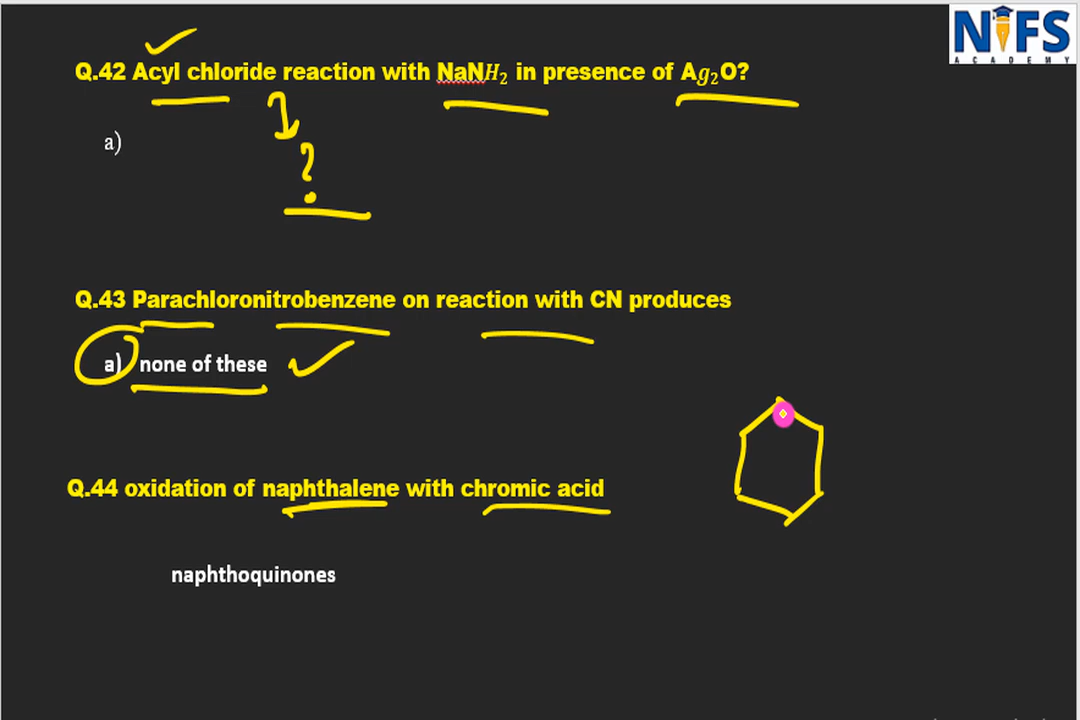 NIFS
ACADEMY
Q.42 Acyl chloride reaction with NaNH₂ in presence of Ag₂O?
a)
?
Q.43 Parachloronitrobenzene on reaction with CN produces
a) none of these
Q.44 oxidation of naphthalene with chromic acid
naphthoquinones